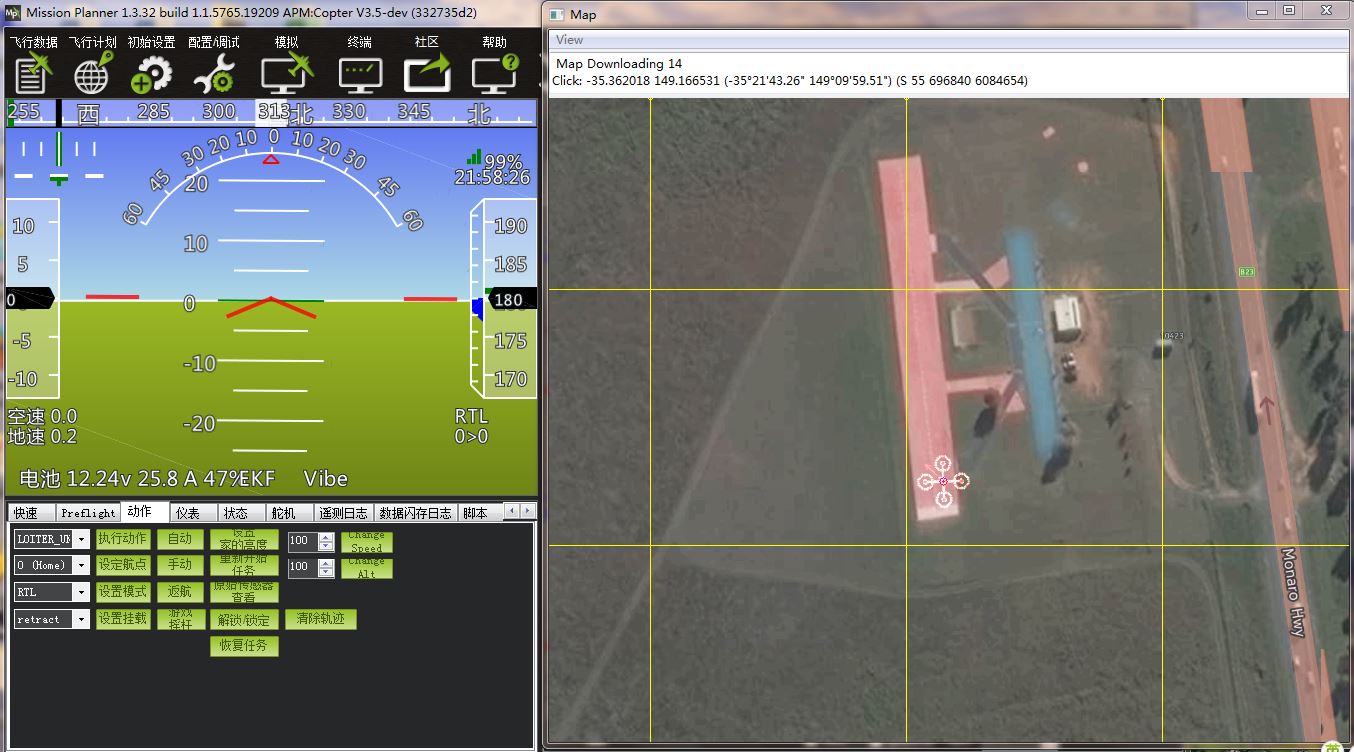 Mission Planner 1.3.32 build 1.1.5765.19209 APM:Copter V3.5-dev (332735d2)
飞行数据 飞行计划 初始设置 配置/调试 模拟 终端 社区 帮助
255 西 285 300 313 北 330 345 北
60 45 30 20 10 0 10 20 30 45 60
99%
21:58:26
20
10
0
-10
-20
10
5
0
-5
-10
190
185
180
175
170
空速 0.0
地速 0.2
RTL
0>0
电池 12.24v 25.8 A 47% EKF Vibe
快速 Preflight 动作 仪表 状态 舵机 遥测日志 数据闪存日志 脚本
LOITER_UN 执行动作 自动 设置
家的高度 100 Change
Speed
0 (Home) 设定航点 手动 重新开始
任务 100 Change
Alt
RTL 设置模式 返航 原始传感器
查看
retract 设置挂载 游戏
摇杆 解锁/锁定 清除轨迹
恢复任务
Map
View
Map Downloading 14
Click: -35.362018 149.166531 (-35°21'43.26" 149°09'59.51") (S 55 696840 6084654)
B23
Monaro Hwy